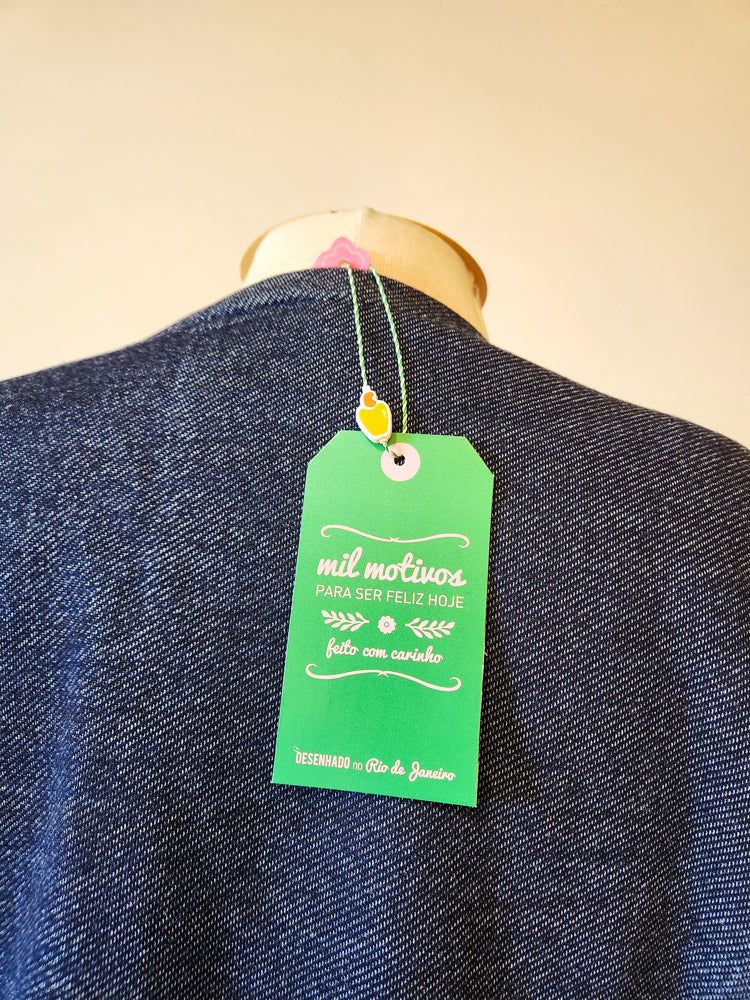 mil motivos
PARA SER FELIZ HOJE
feito com carinho
DESENHADO no Rio de Janeiro